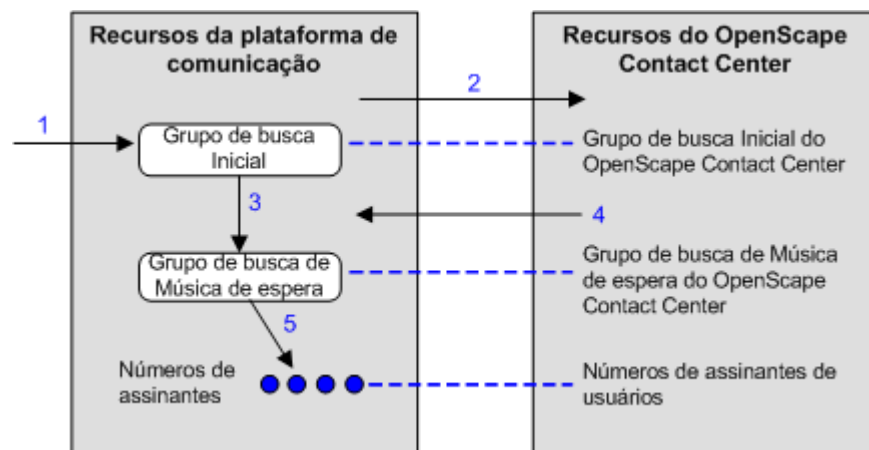 Recursos da plataforma de
comunicação
Recursos do OpenScape
Contact Center
2
1
Grupo de busca
Inicial
Grupo de busca Inicial do
OpenScape Contact Center
3
4
Grupo de busca de
Música de espera
Grupo de busca de Música
de espera do OpenScape
Contact Center
5
Números de
assinantes
Números de assinantes de
usuários